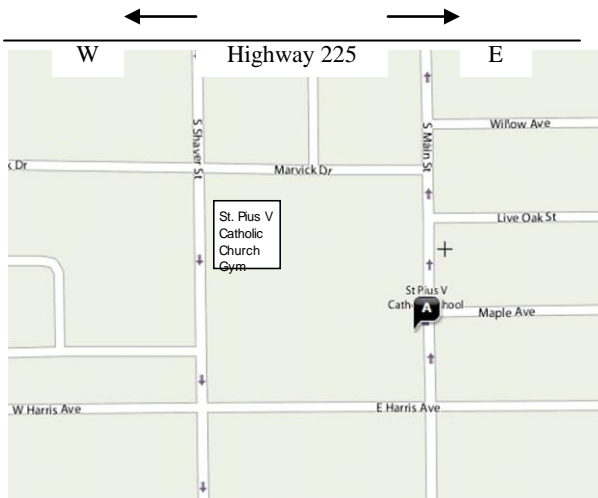 W Highway 225 E
S Shaver St
S Main St
Willow Ave
k Dr
Marvick Dr
St. Pius V
Catholic
Church
Gym
Live Oak St
St Pius V
Cath hool
A
Maple Ave
W Harris Ave
E Harris Ave